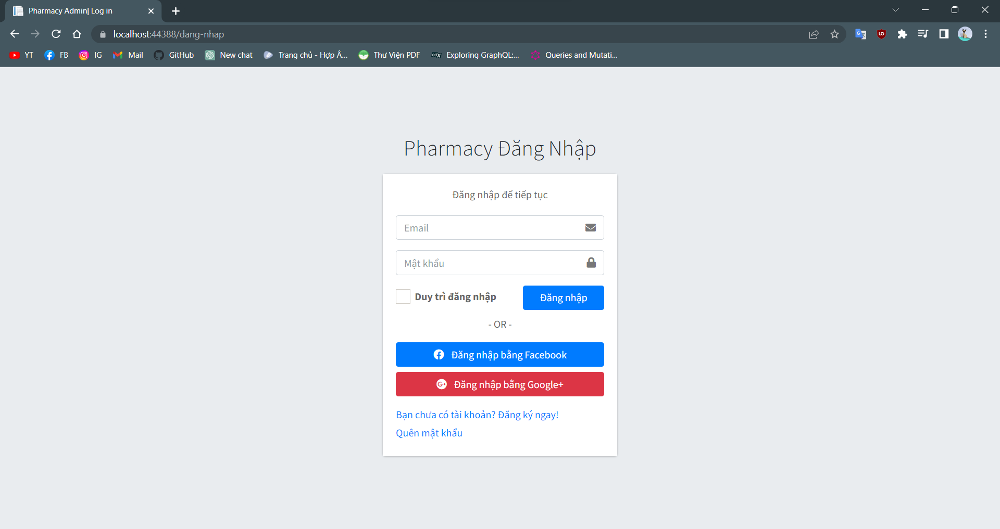 Pharmacy Admin| Log in
localhost:44388/dang-nhap
YT FB IG Mail GitHub New chat Trang chủ - Hợp Â... Thư Viện PDF edX Exploring GraphQL:... Queries and Mutati...
Pharmacy Đăng Nhập
Đăng nhập để tiếp tục
Email
Mật khẩu
Duy trì đăng nhập Đăng nhập
- OR -
Đăng nhập bằng Facebook
G+ Đăng nhập bằng Google+
Bạn chưa có tài khoản? Đăng ký ngay!
Quên mật khẩu